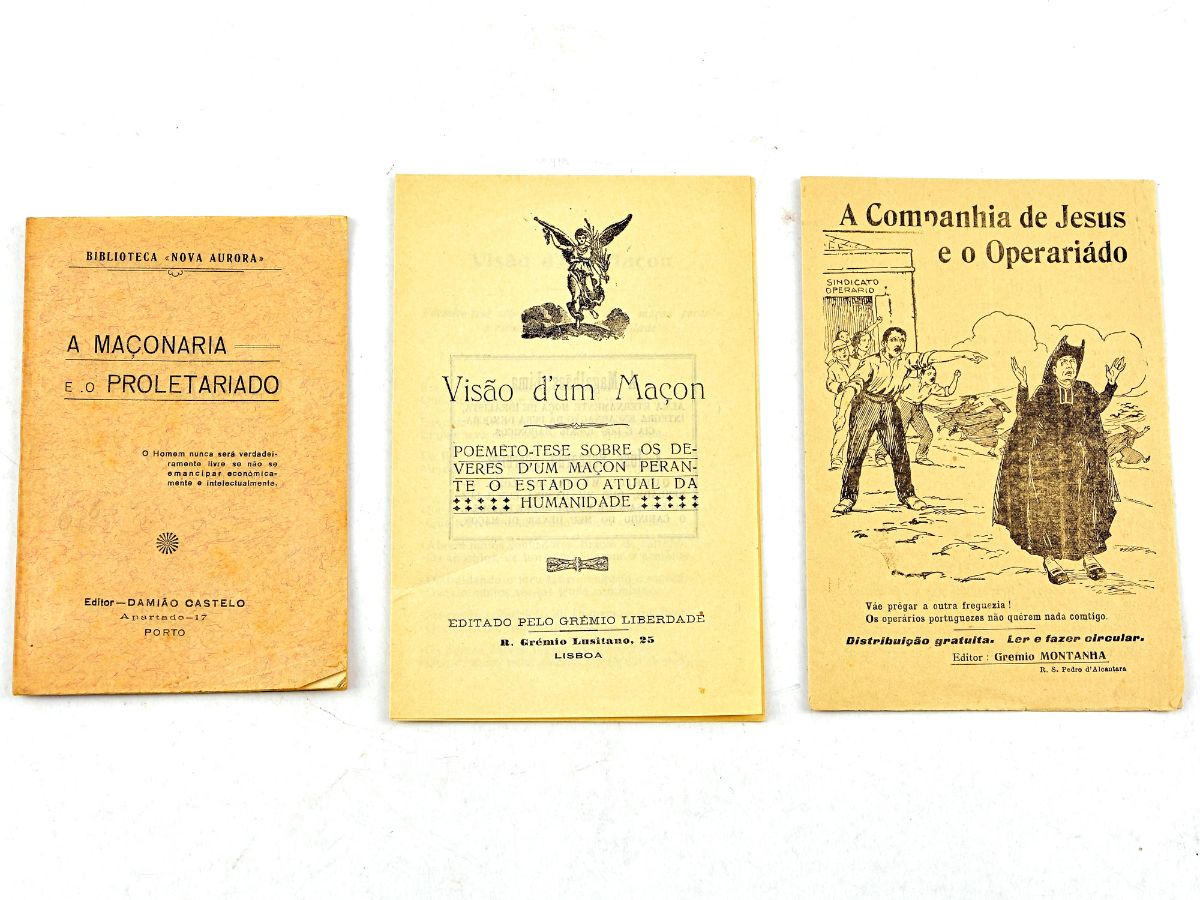 BIBLIOTECA «NOVA AURORA»
A MAÇONARIA
E O PROLETARIADO
O Homem nunca será verdadei-
ramente livre se não se
emancipar económica-
mente e intelectualmente.
Editor—DAMIÃO CASTELO
Apartado—17
PORTO
Visão d'um Maçon
POEMÉTO-TESE SOBRE OS DE-
VERES D'UM MAÇON PERAN-
TE O ESTADO ATUAL DA
HUMANIDADE
EDITADO PELO GRÉMIO LIBERDADE
R. Grémio Lusitano, 25
LISBOA
A Companhia de Jesus
e o Operariádo
SINDICATO
OPERARIO
Váe prégar a outra freguezia!
Os operários portuguezes não quérem nada comtigo.
Distribuição gratuita. Ler e fazer circular.
Editor: Gremio MONTANHA
R. S. Pedro d'Alcantara